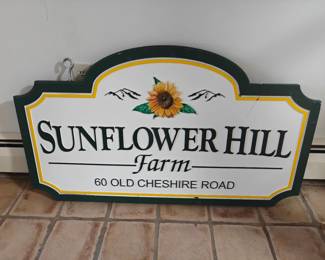 SUNFLOWER HILL
Farm
60 OLD CHESHIRE ROAD